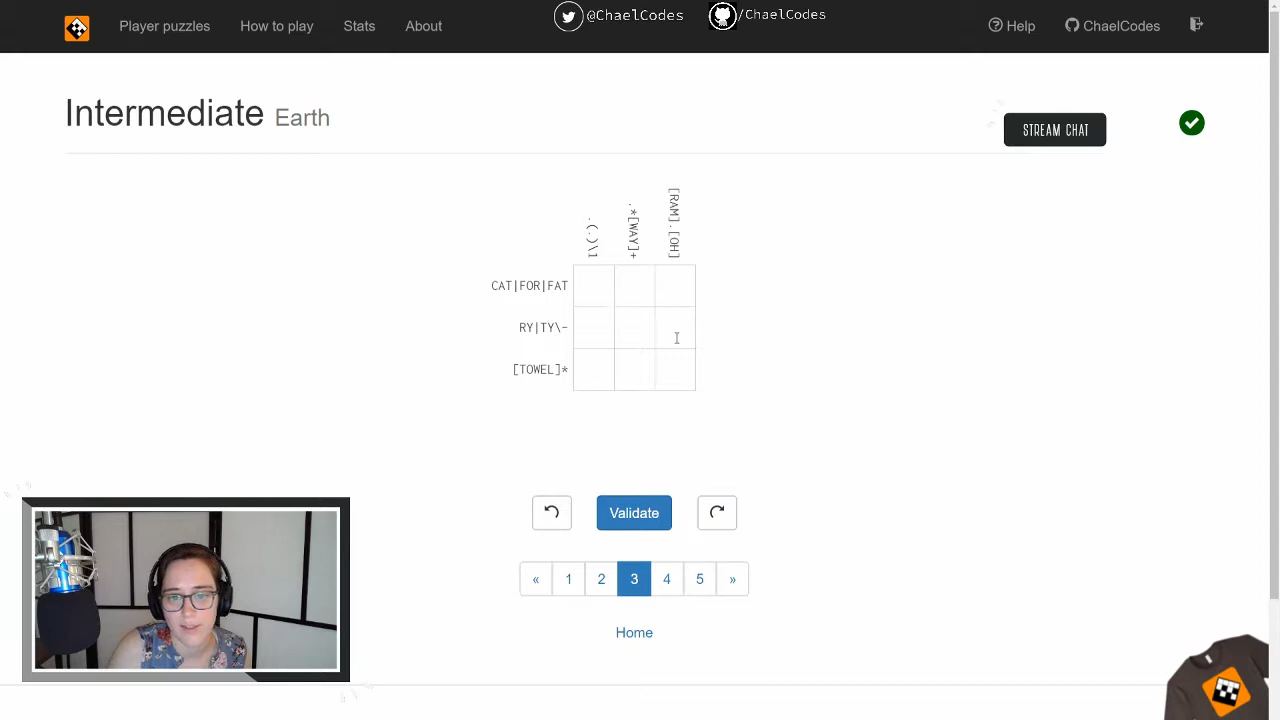 @ChaelCodes /ChaelCodes
Player puzzles How to play Stats About Help ChaelCodes
Intermediate Earth
STREAM CHAT
.(.)\1
.*[WAY]+
[RAM].[OH]
CAT|FOR|FAT
RY|TY\-
[TOWEL]*
Validate
« 1 2 3 4 5 »
Home